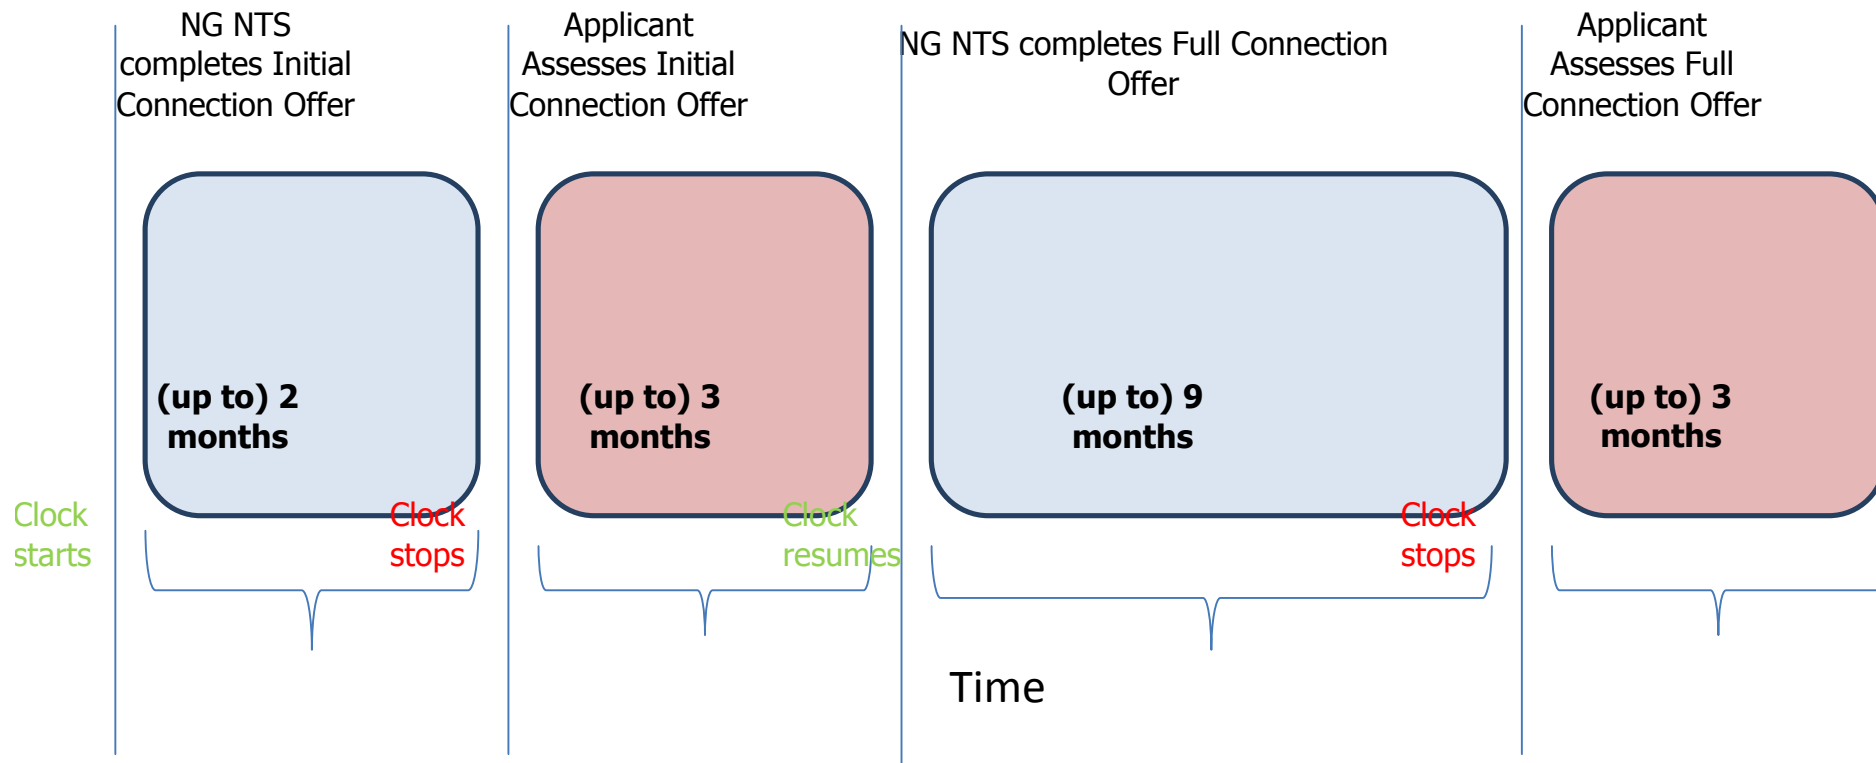 NG NTS
completes Initial
Connection Offer
Applicant
Assesses Initial
Connection Offer
NG NTS completes Full Connection
Offer
Applicant
Assesses Full
Connection Offer
(up to) 2
months
(up to) 3
months
(up to) 9
months
(up to) 3
months
Clock
starts
Clock
stops
Clock
resumes
Clock
stops
Time